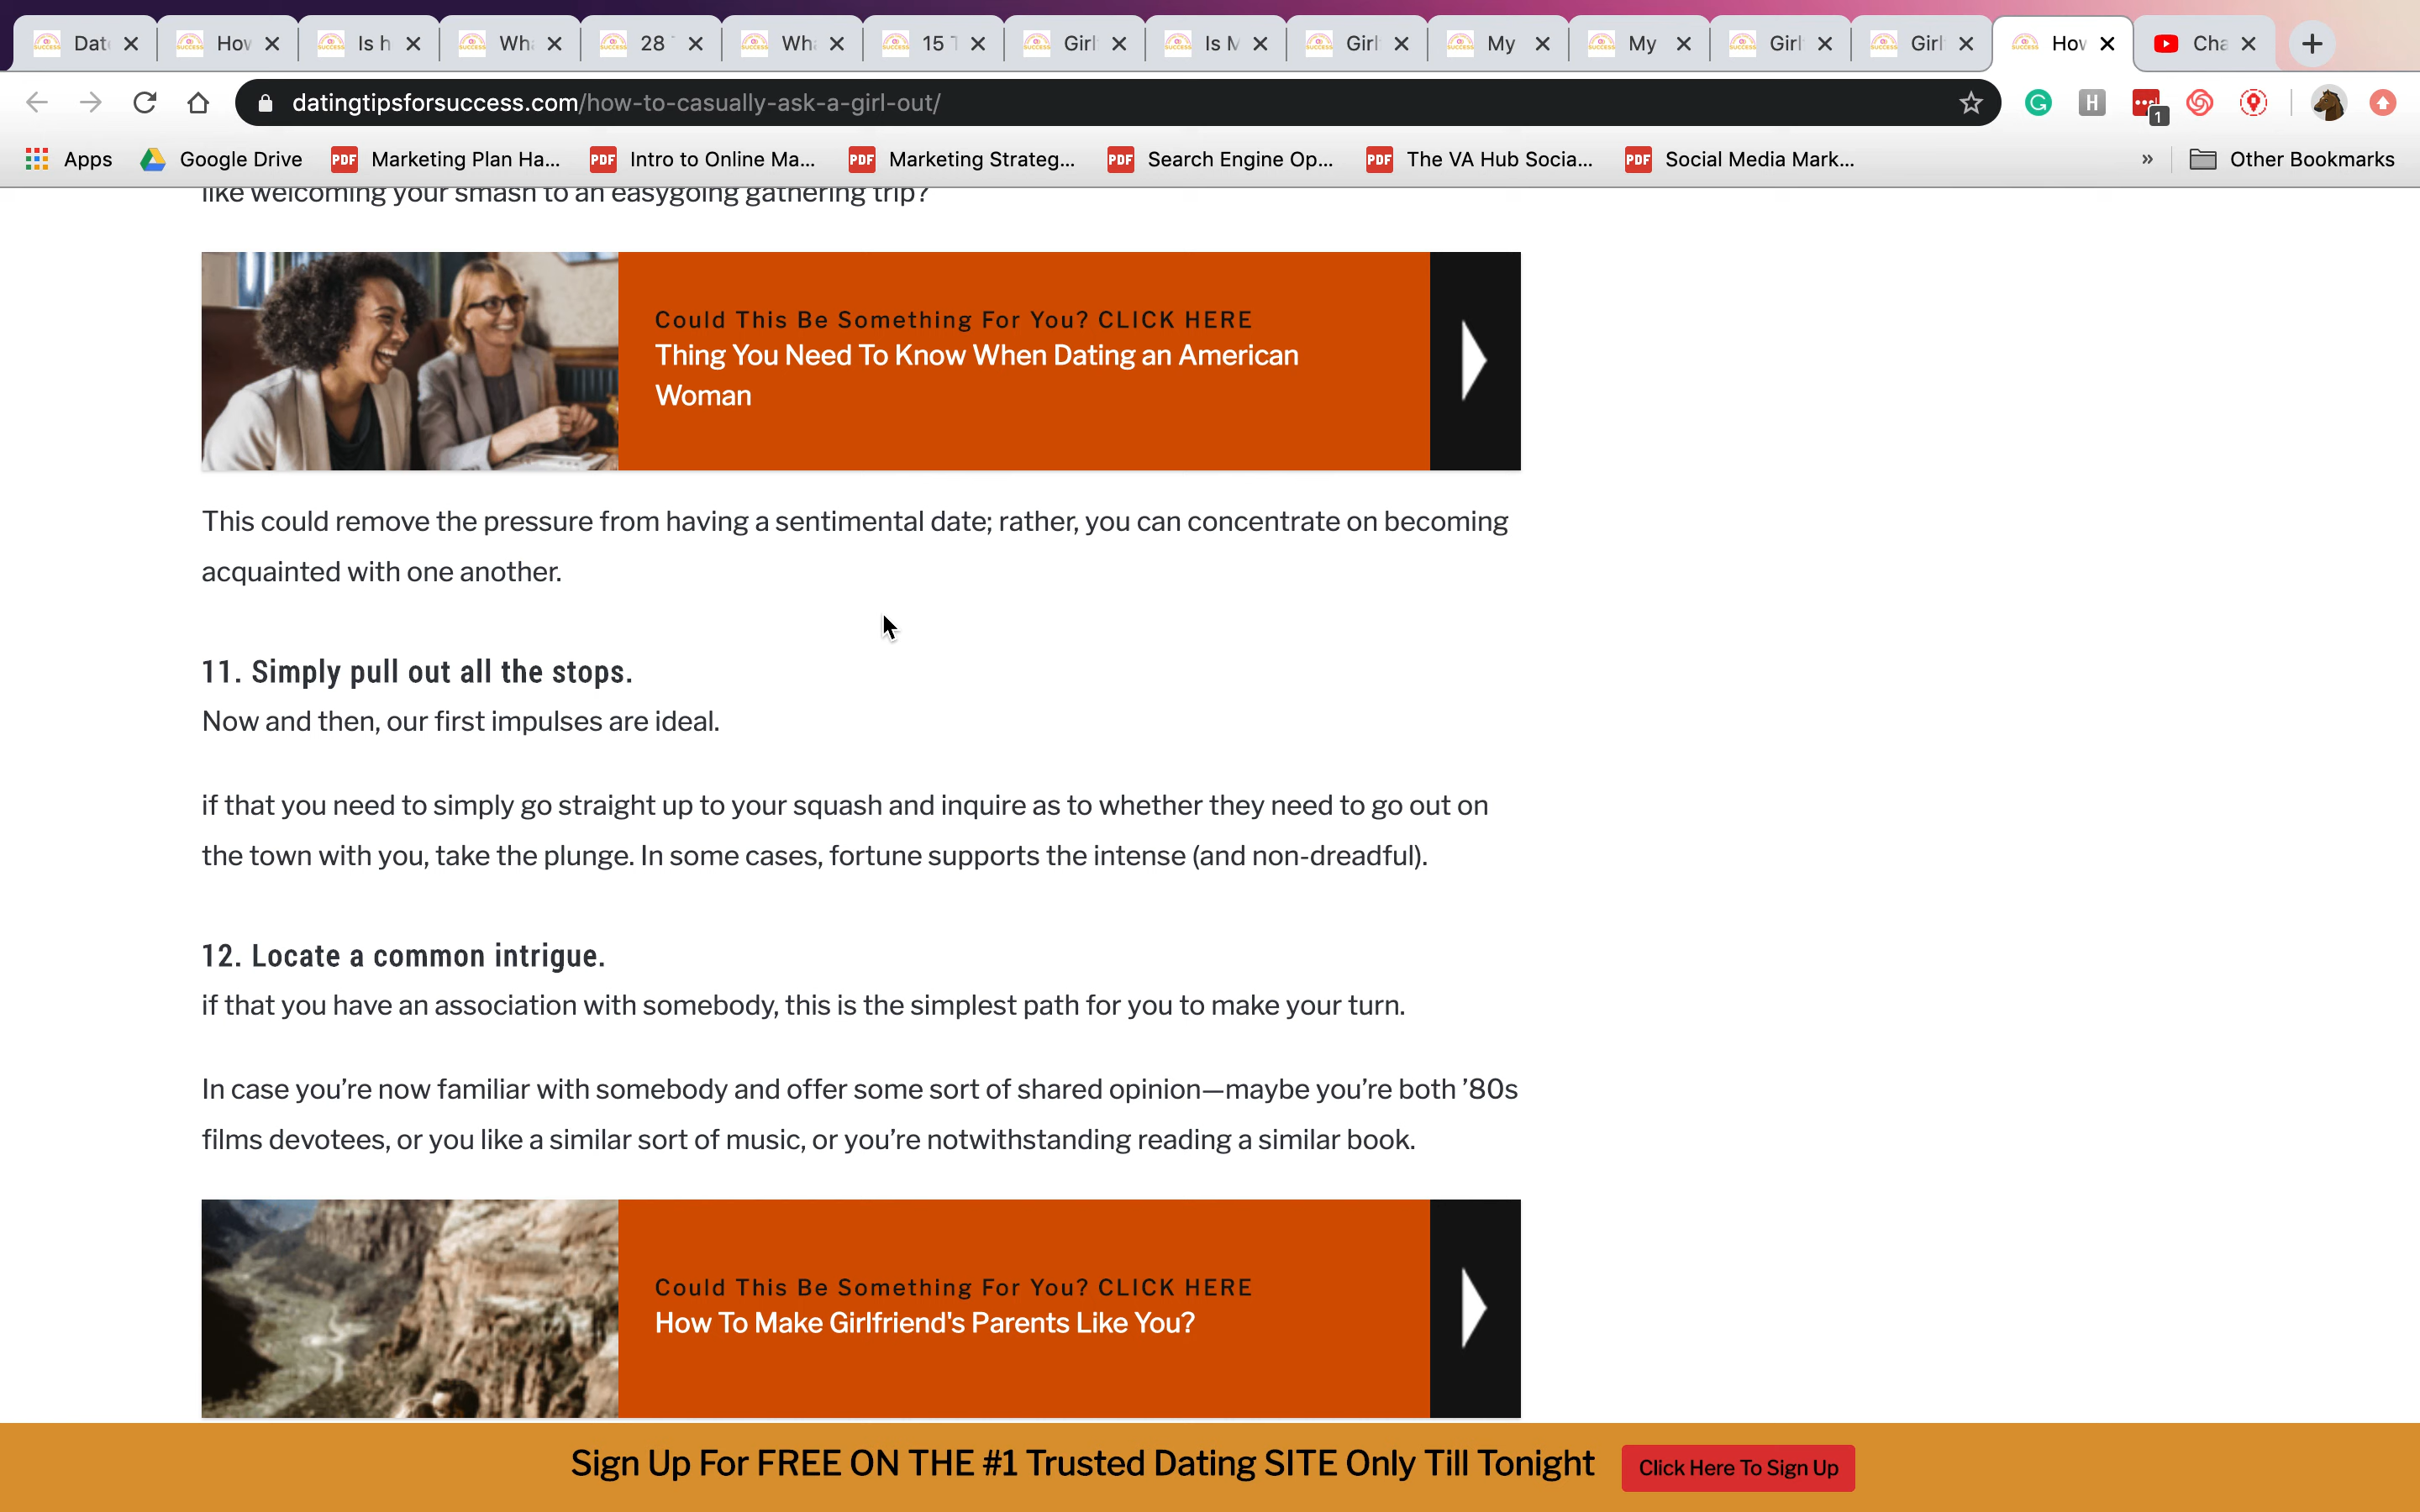 Dat
How
Is h
Wha
28
Wha
15 T
Girl
Is M
Girl
My
My
Girl
Girl
How
Cha
datingtipsforsuccess.com/how-to-casually-ask-a-girl-out/
G
H
1
Apps
Google Drive
PDF Marketing Plan Ha...
PDF Intro to Online Ma...
PDF Marketing Strateg...
PDF Search Engine Op...
PDF The VA Hub Socia...
PDF Social Media Mark...
»
Other Bookmarks
like welcoming your smash to an easygoing gathering trip?
Could This Be Something For You? CLICK HERE
Thing You Need To Know When Dating an American
Woman
This could remove the pressure from having a sentimental date; rather, you can concentrate on becoming
acquainted with one another.
11. Simply pull out all the stops.
Now and then, our first impulses are ideal.
if that you need to simply go straight up to your squash and inquire as to whether they need to go out on
the town with you, take the plunge. In some cases, fortune supports the intense (and non-dreadful).
12. Locate a common intrigue.
if that you have an association with somebody, this is the simplest path for you to make your turn.
In case you’re now familiar with somebody and offer some sort of shared opinion—maybe you’re both ’80s
films devotees, or you like a similar sort of music, or you’re notwithstanding reading a similar book.
Could This Be Something For You? CLICK HERE
How To Make Girlfriend's Parents Like You?
Sign Up For FREE ON THE #1 Trusted Dating SITE Only Till Tonight
Click Here To Sign Up